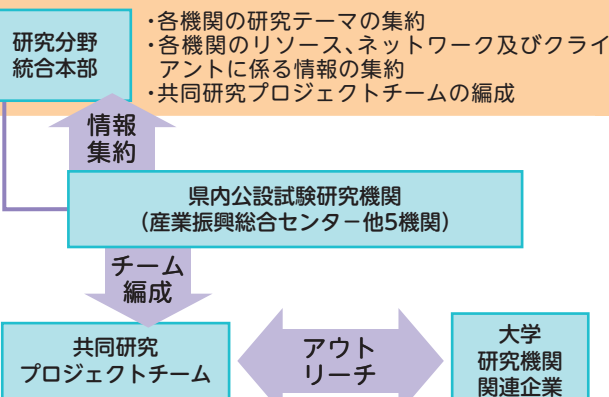 研究分野
統合本部
・各機関の研究テーマの集約
・各機関のリソース、ネットワーク及びクライ
アントに係る情報の集約
・共同研究プロジェクトチームの編成
情報
集約
県内公設試験研究機関
（産業振興総合センター他5機関）
チーム
編成
共同研究
プロジェクトチーム
アウト
リーチ
大学
研究機関
関連企業